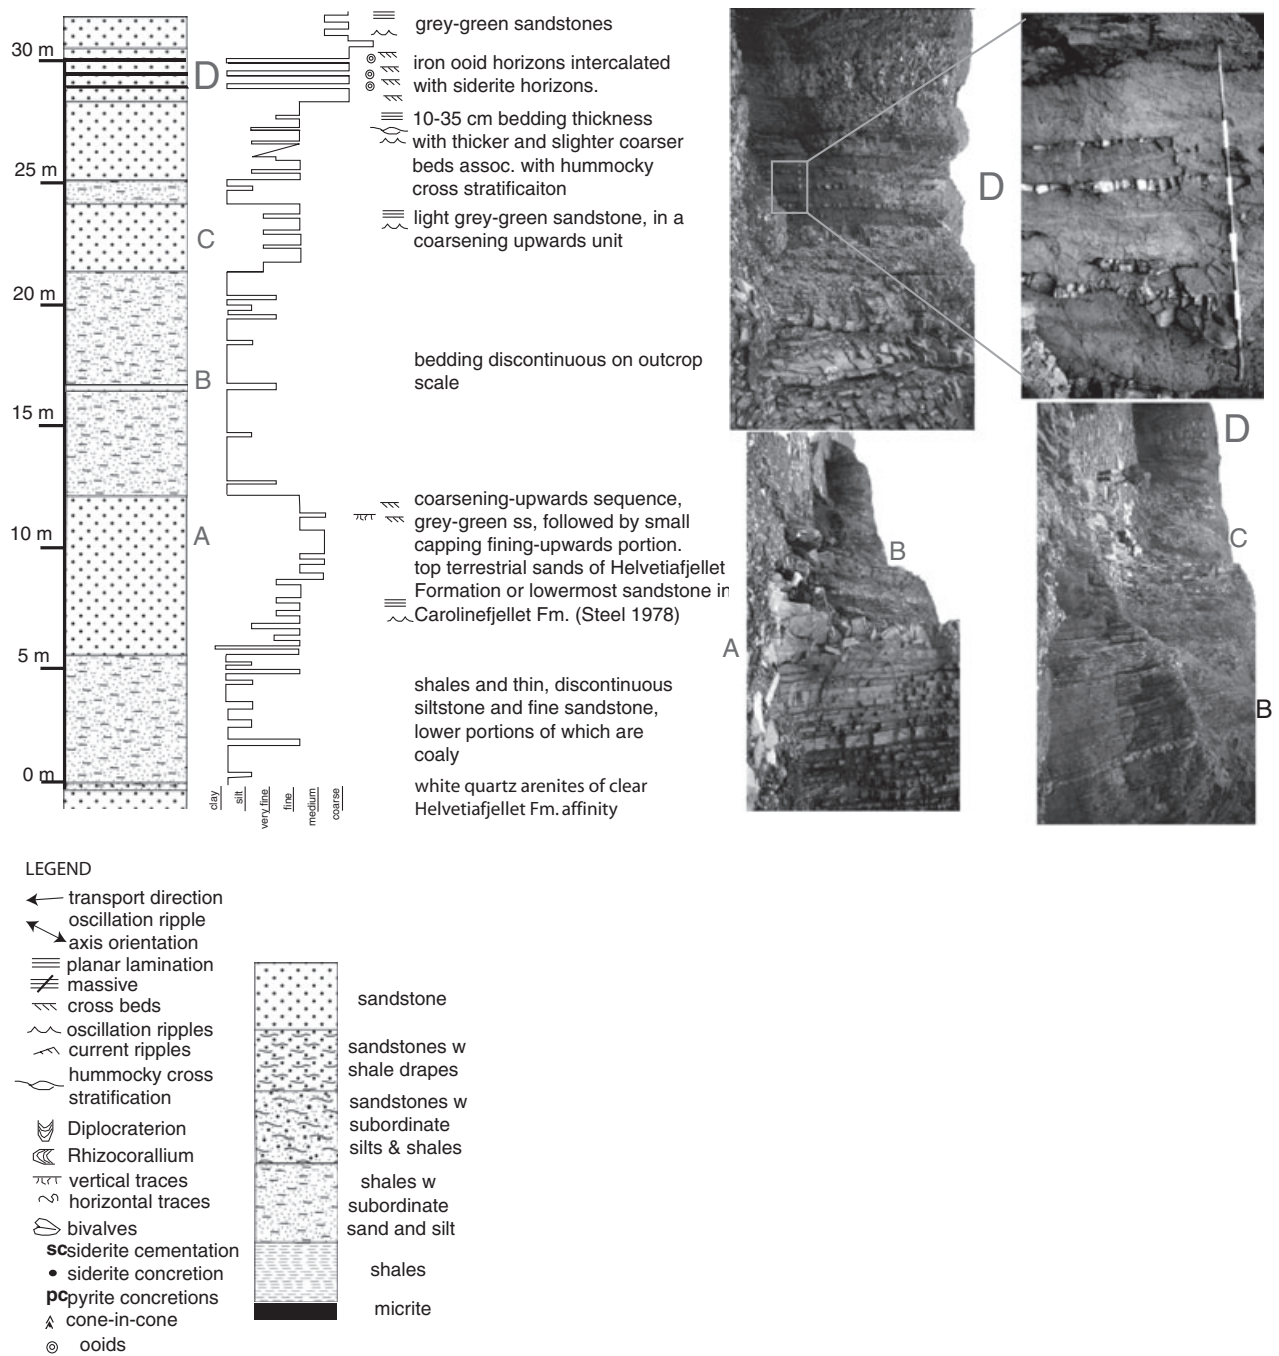 grey-green sandstones
30 m
D
iron ooid horizons intercalated
with siderite horizons.
10-35 cm bedding thickness
with thicker and slighter coarser
beds assoc. with hummocky
cross stratificaiton
25 m
C
light grey-green sandstone, in a
coarsening upwards unit
20 m
B
bedding discontinuous on outcrop
scale
15 m
coarsening-upwards sequence,
grey-green ss, followed by small
capping fining-upwards portion.
top terrestrial sands of Helvetiafjellet
Formation or lowermost sandstone in
Carolinefjellet Fm. (Steel 1978)
A
10 m
5 m
shales and thin, discontinuous
siltstone and fine sandstone,
lower portions of which are
coaly
0 m
white quartz arenites of clear
Helvetiafjellet Fm. affinity
clay
silt
very fine
fine
medium
coarse
D
D
B
C
A
B
LEGEND
transport direction
oscillation ripple
axis orientation
planar lamination
massive
cross beds
oscillation ripples
current ripples
hummocky cross
stratification
Diplocraterion
Rhizocorallium
vertical traces
horizontal traces
bivalves
sc siderite cementation
siderite concretion
pc pyrite concretions
cone-in-cone
ooids
sandstone
sandstones w
shale drapes
sandstones w
subordinate
silts & shales
shales w
subordinate
sand and silt
shales
micrite